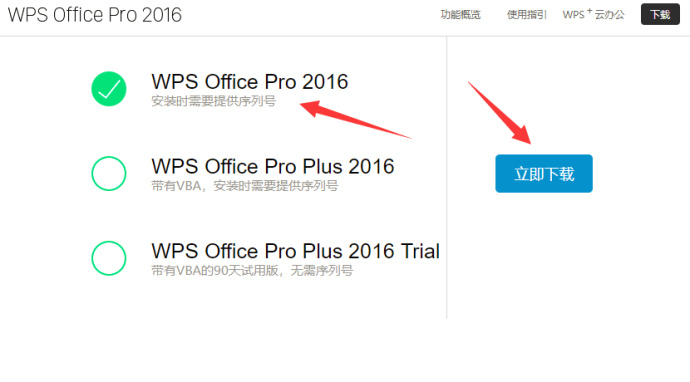 WPS Office Pro 2016
功能概览 使用指引 WPS+云办公 下载
WPS Office Pro 2016
安装时需要提供序列号
WPS Office Pro Plus 2016
带有VBA，安装时需要提供序列号
立即下载
WPS Office Pro Plus 2016 Trial
带有VBA的90天试用版，无需序列号